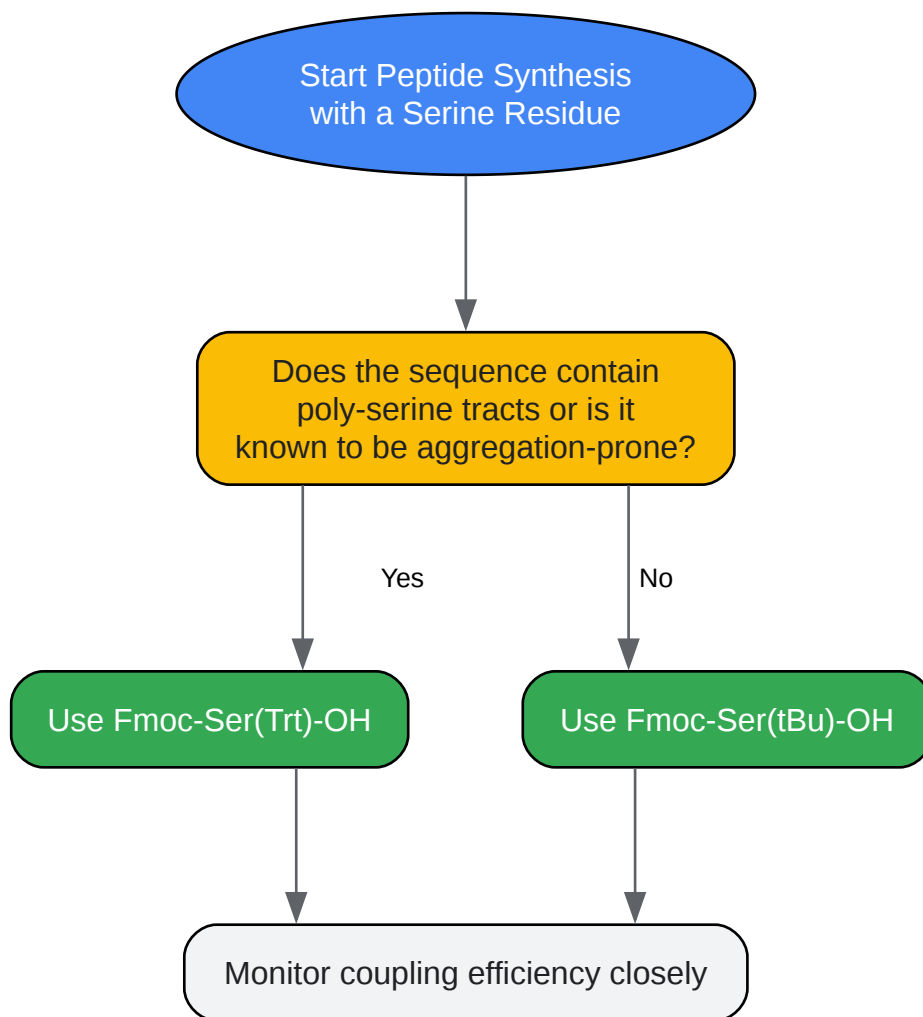 Start Peptide Synthesis
with a Serine Residue
Does the sequence contain
poly-serine tracts or is it
known to be aggregation-prone?
Yes
No
Use Fmoc-Ser(Trt)-OH
Use Fmoc-Ser(tBu)-OH
Monitor coupling efficiency closely